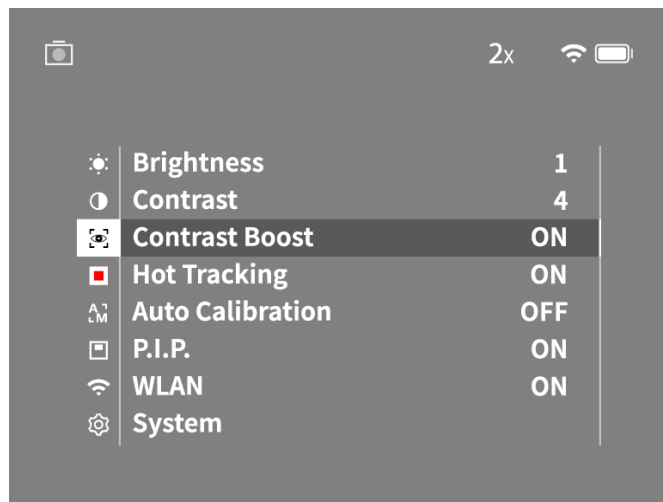 2x
Brightness 1
Contrast 4
Contrast Boost ON
Hot Tracking ON
A M Auto Calibration OFF
P.I.P. ON
WLAN ON
System